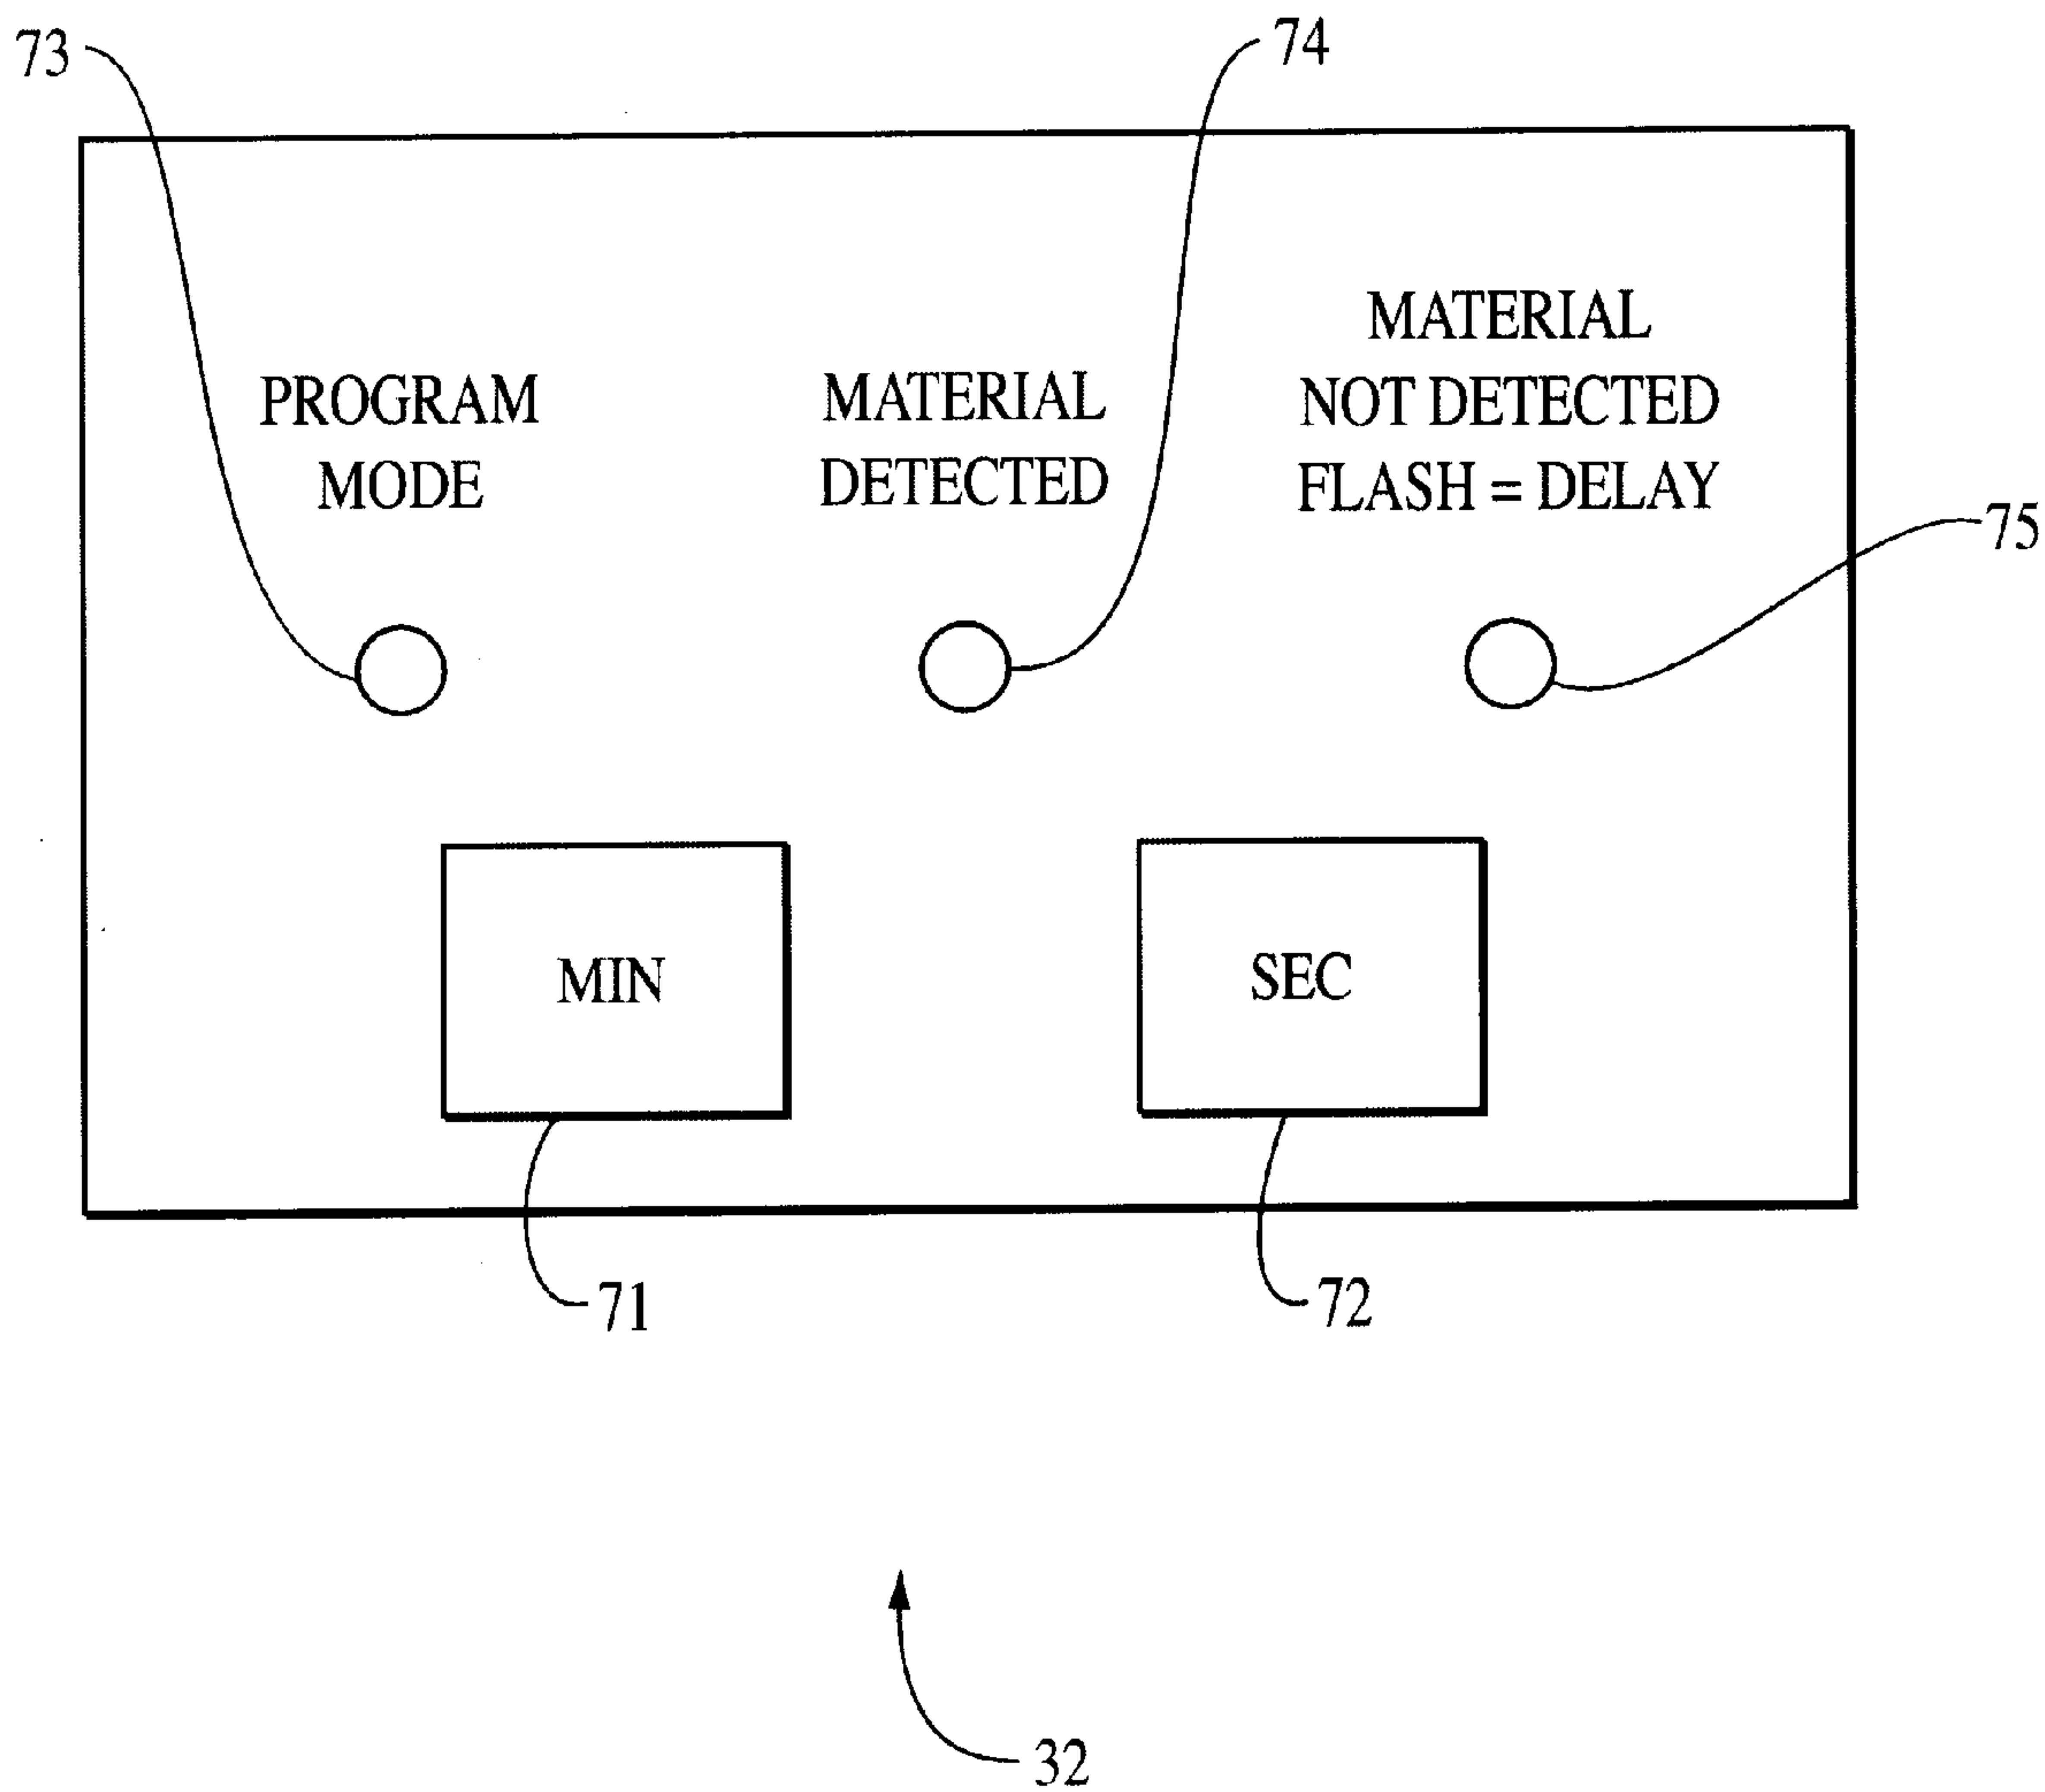 73
74
PROGRAM
MODE
MATERIAL
DETECTED
MATERIAL
NOT DETECTED
FLASH = DELAY
75
MIN
SEC
71
72
32